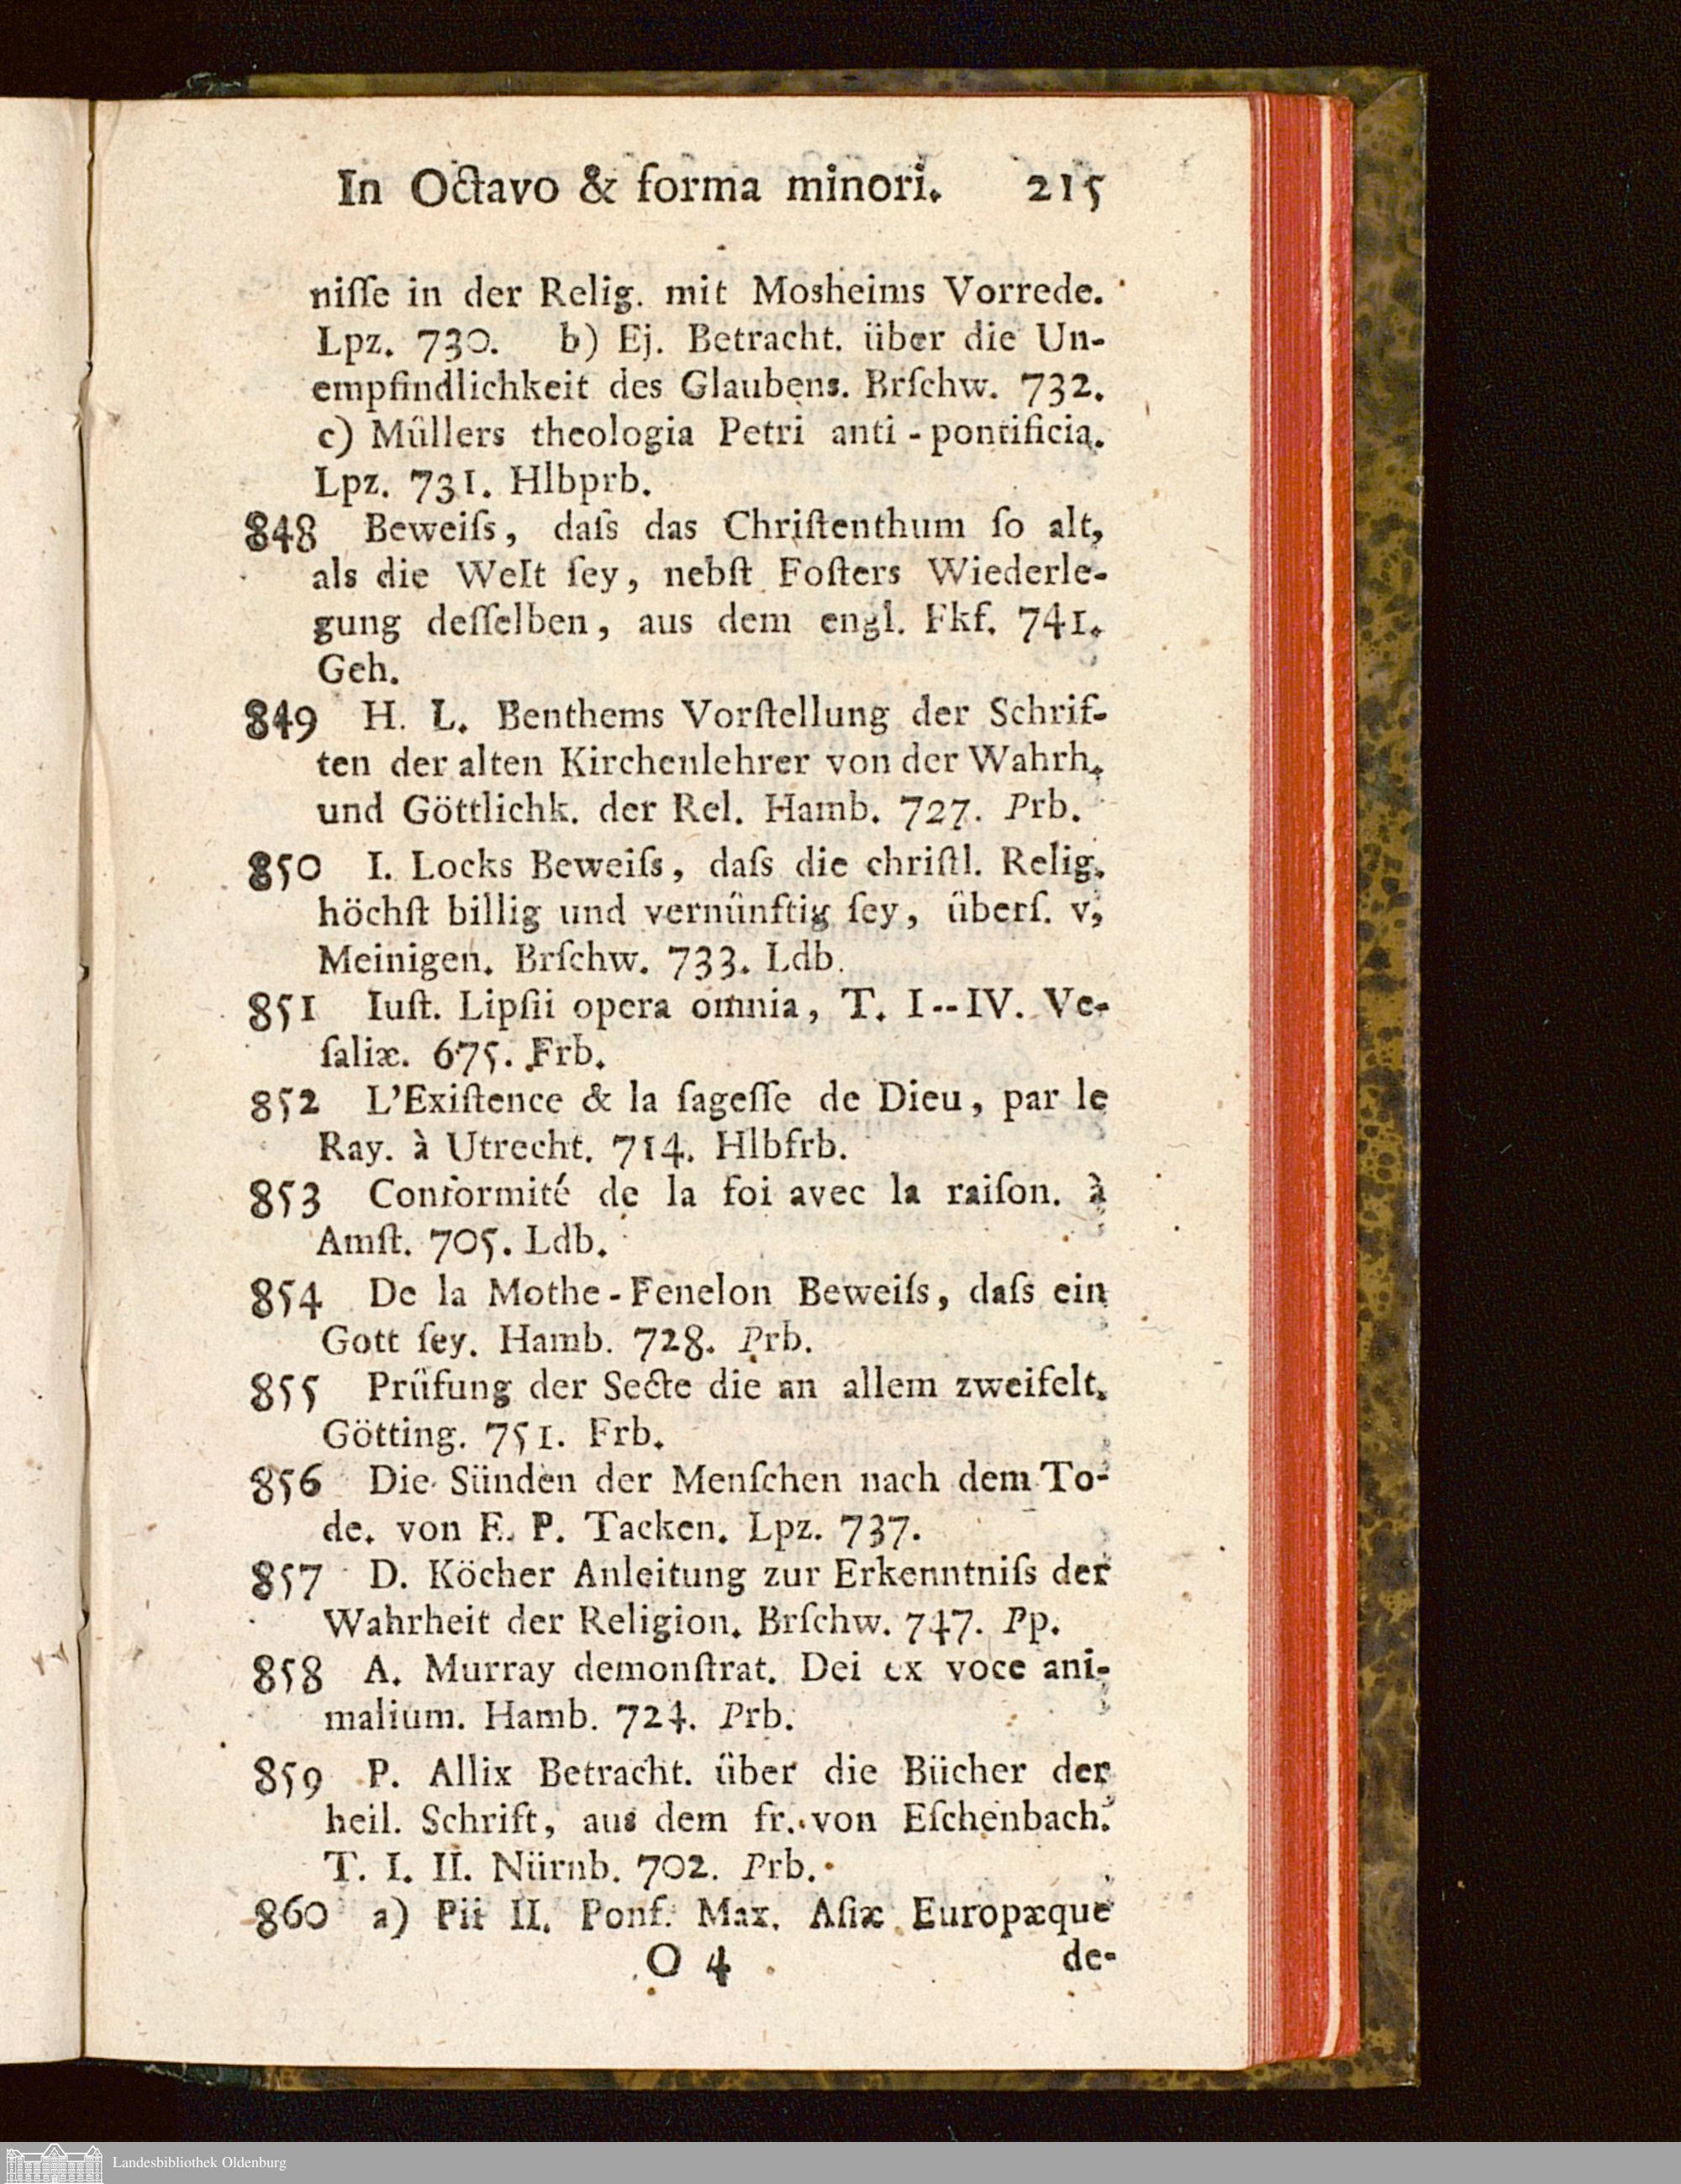 In Octavo & forma minori. 215
niſſe in der Relig. mit Mosheims Vorrede.
Lpz. 730. b) Ej. Betracht. über die Un-
empfindlichkeit des Glaubens. Brſchw. 732.
c) Müllers theologia Petri anti-pontificia.
Lpz. 731. Hlbprb.
848 Beweiſs, daſs das Chriſtenthum ſo alt,
als die Welt ſey, nebſt Foſters Wiederle-
gung deſſelben, aus dem engl. Fkf. 741.
Geh.
849 H. L. Benthems Vorſtellung der Schrif-
ten der alten Kirchenlehrer von der Wahrh.
und Göttlichk. der Rel. Hamb. 727. Prb.
850 I. Locks Beweiſs, daſs die chriſtl. Relig.
höchſt billig und vernünftig ſey, überſ. v,
Meinigen. Brſchw. 733. Ldb.
851 Iuſt. Lipſii opera omnia, T. I--IV. Ve-
ſaliæ. 675. Frb.
852 L'Exiſtence & la ſageſſe de Dieu, par le
Ray. à Utrecht. 714. Hlbfrb.
853 Conformité de la foi avec la raiſon. à
Amſt. 705. Ldb.
854 De la Mothe-Fenelon Beweiſs, daſs ein
Gott ſey. Hamb. 728. Prb.
855 Prüfung der Secte die an allem zweifelt.
Götting. 751. Frb.
856 Die Sünden der Menſchen nach dem To-
de. von F. P. Tacken. Lpz. 737.
857 D. Köcher Anleitung zur Erkenntniſs der
Wahrheit der Religion. Brſchw. 747. Pp.
858 A. Murray demonſtrat. Dei ex voce ani-
malium. Hamb. 724. Prb.
859 P. Allix Betracht. über die Bücher der
heil. Schrift, aus dem fr. von Eſchenbach.
T. I. II. Nürnb. 702. Prb.
860 a) Pii II. Ponf. Max. Aſiæ Europæque
O 4 de-
Landesbibliothek Oldenburg